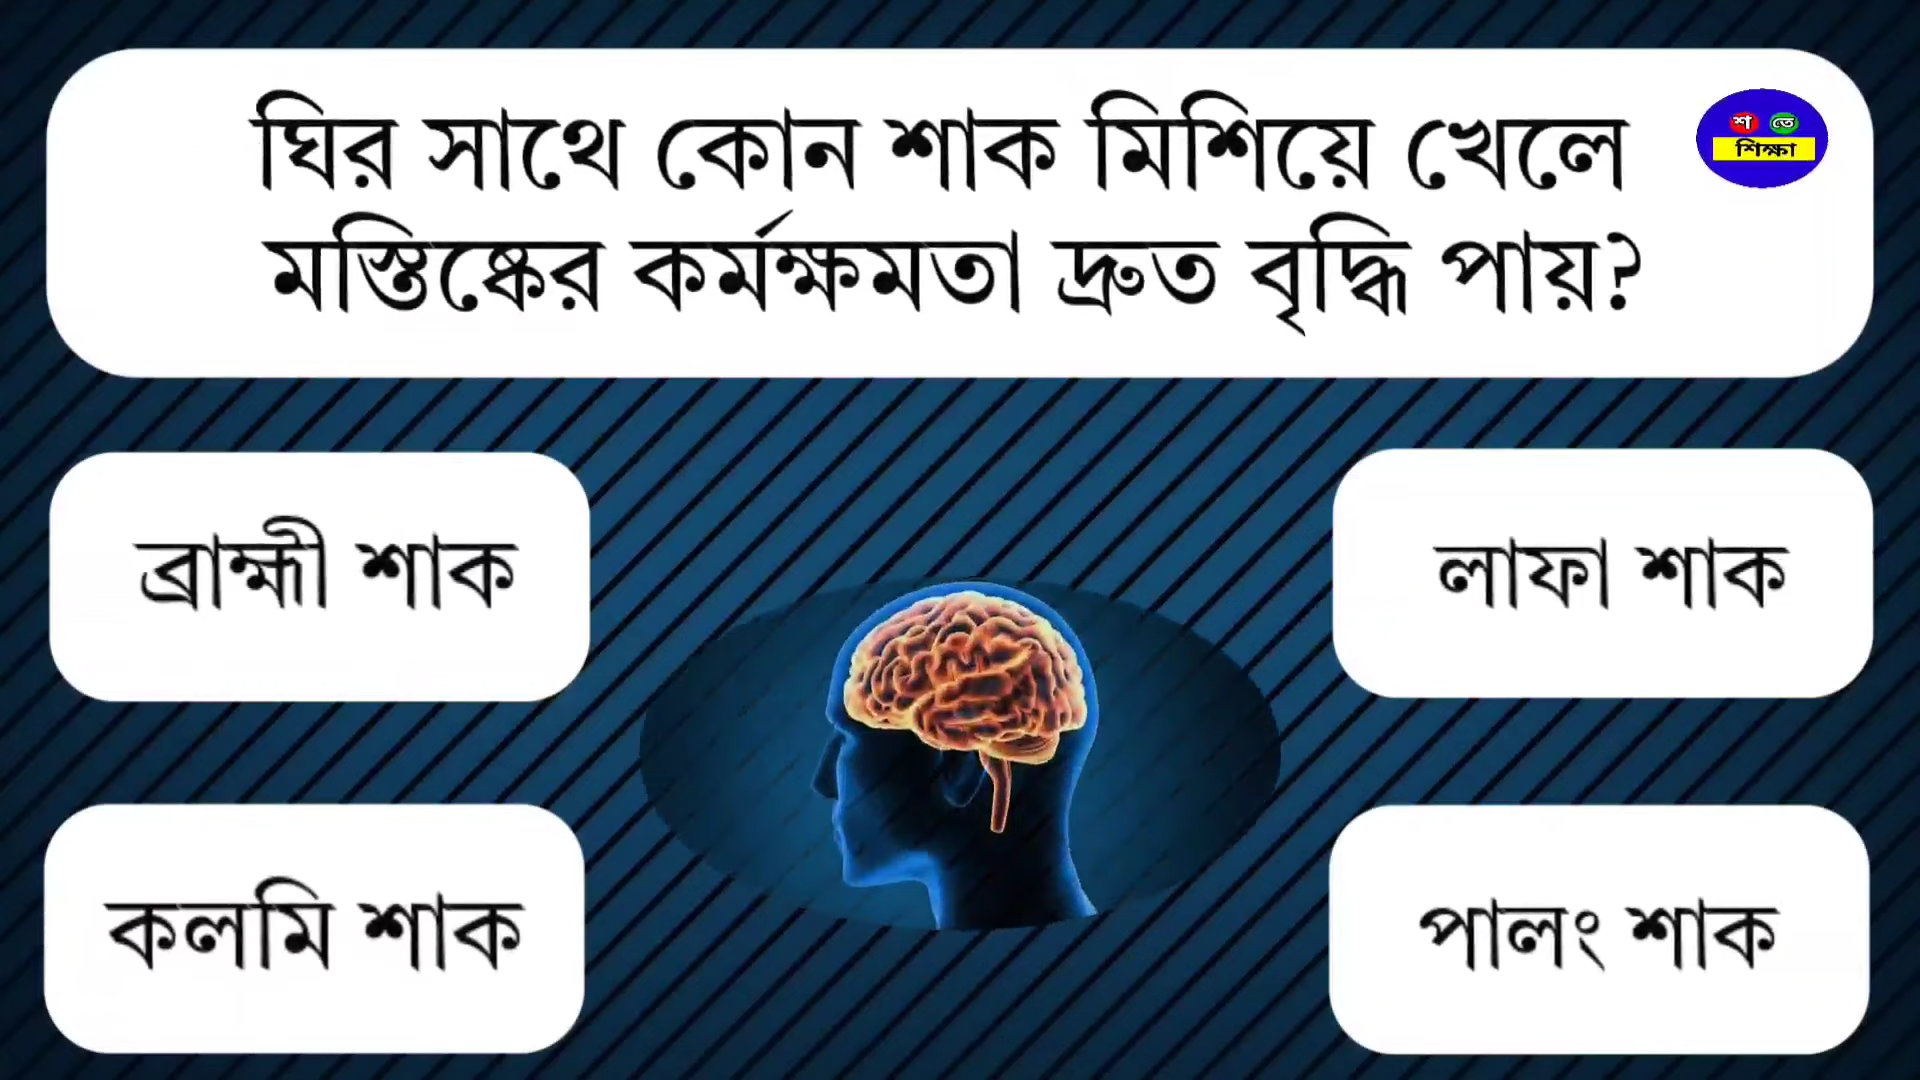 ঘির সাথে কোন শাক মিশিয়ে খেলে
মস্তিষ্কের কর্মক্ষমতা দ্রুত বৃদ্ধি পায়?
শ তে
শিক্ষা
ব্রাহ্মী শাক
লাফা শাক
কলমি শাক
পালং শাক